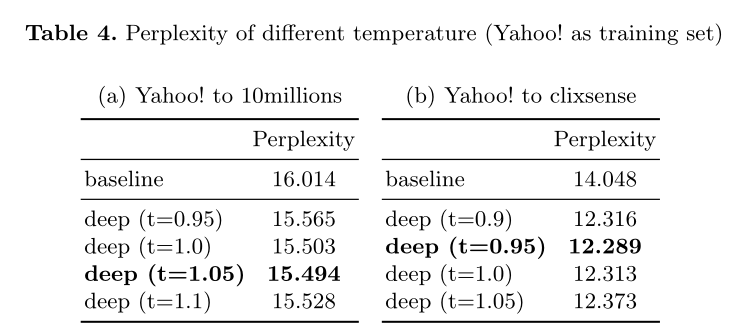 Table 4. Perplexity of different temperature (Yahoo! as training set)
(a) Yahoo! to 10millions
Perplexity
baseline 16.014
deep (t=0.95) 15.565
deep (t=1.0) 15.503
deep (t=1.05) 15.494
deep (t=1.1) 15.528
(b) Yahoo! to clixsense
Perplexity
baseline 14.048
deep (t=0.9) 12.316
deep (t=0.95) 12.289
deep (t=1.0) 12.313
deep (t=1.05) 12.373